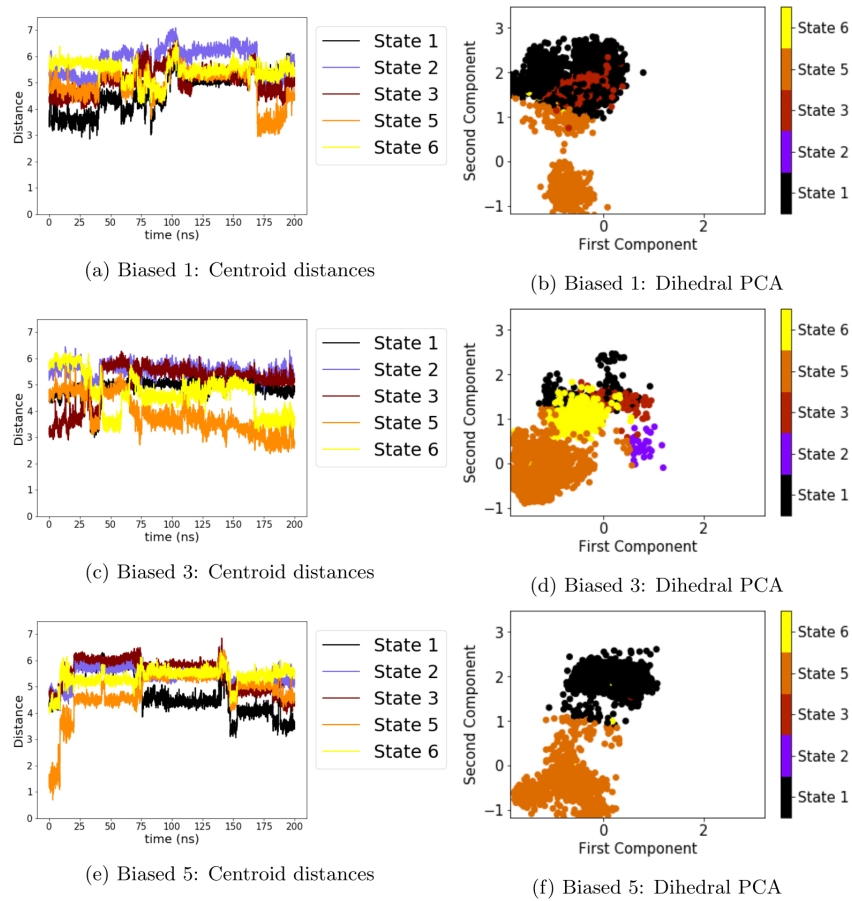 7
6
5
4
3
2
1
0
Distance
0 25 50 75 100 125 150 175 200
time (ns)
State 1
State 2
State 3
State 5
State 6
(a) Biased 1: Centroid distances
3
2
1
0
−1
Second Component
0 2
First Component
State 6
State 5
State 3
State 2
State 1
(b) Biased 1: Dihedral PCA
7
6
5
4
3
2
1
0
Distance
0 25 50 75 100 125 150 175 200
time (ns)
State 1
State 2
State 3
State 5
State 6
(c) Biased 3: Centroid distances
3
2
1
0
−1
Second Component
0 2
First Component
State 6
State 5
State 3
State 2
State 1
(d) Biased 3: Dihedral PCA
7
6
5
4
3
2
1
0
Distance
0 25 50 75 100 125 150 175 200
time (ns)
State 1
State 2
State 3
State 5
State 6
(e) Biased 5: Centroid distances
3
2
1
0
−1
Second Component
0 2
First Component
State 6
State 5
State 3
State 2
State 1
(f) Biased 5: Dihedral PCA